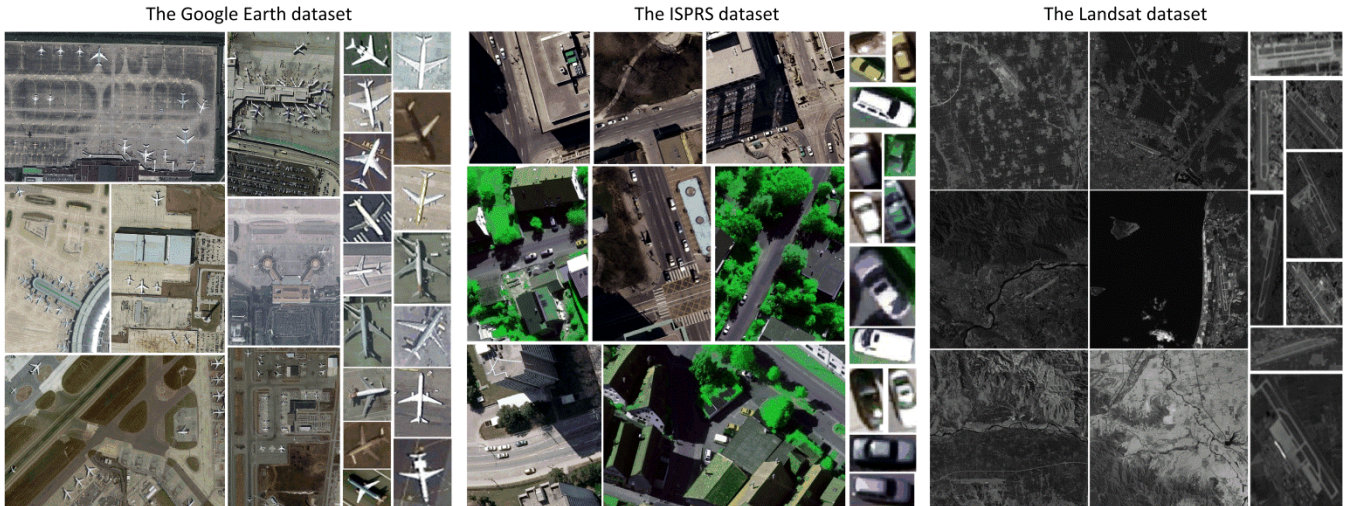 The Google Earth dataset
The ISPRS dataset
The Landsat dataset